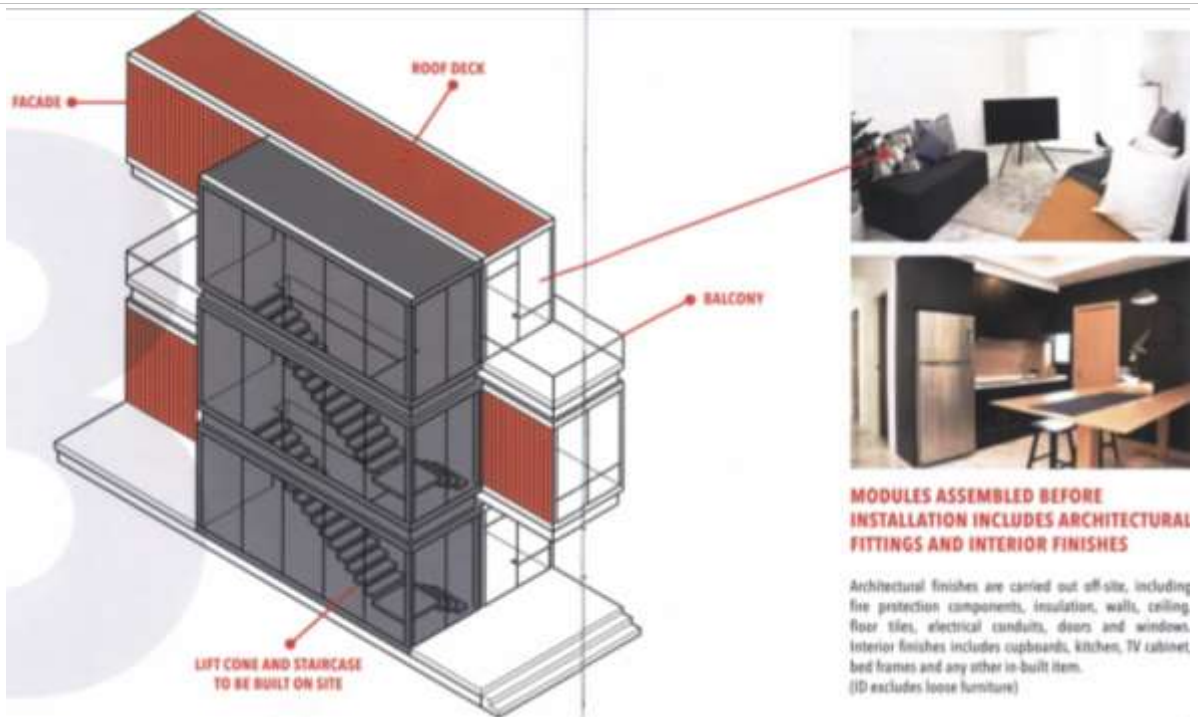 ROOF DECK
FACADE
BALCONY
LIFT CONE AND STAIRCASE
TO BE BUILT ON SITE
MODULES ASSEMBLED BEFORE
INSTALLATION INCLUDES ARCHITECTURAL
FITTINGS AND INTERIOR FINISHES
Architectural finishes are carried out off-site, including
fire protection components, insulation, walls, ceiling,
floor tiles, electrical conduits, doors and windows.
Interior finishes includes cupboards, kitchen, TV cabinet,
bed frames and any other in-built item.
(ID excludes loose furniture)